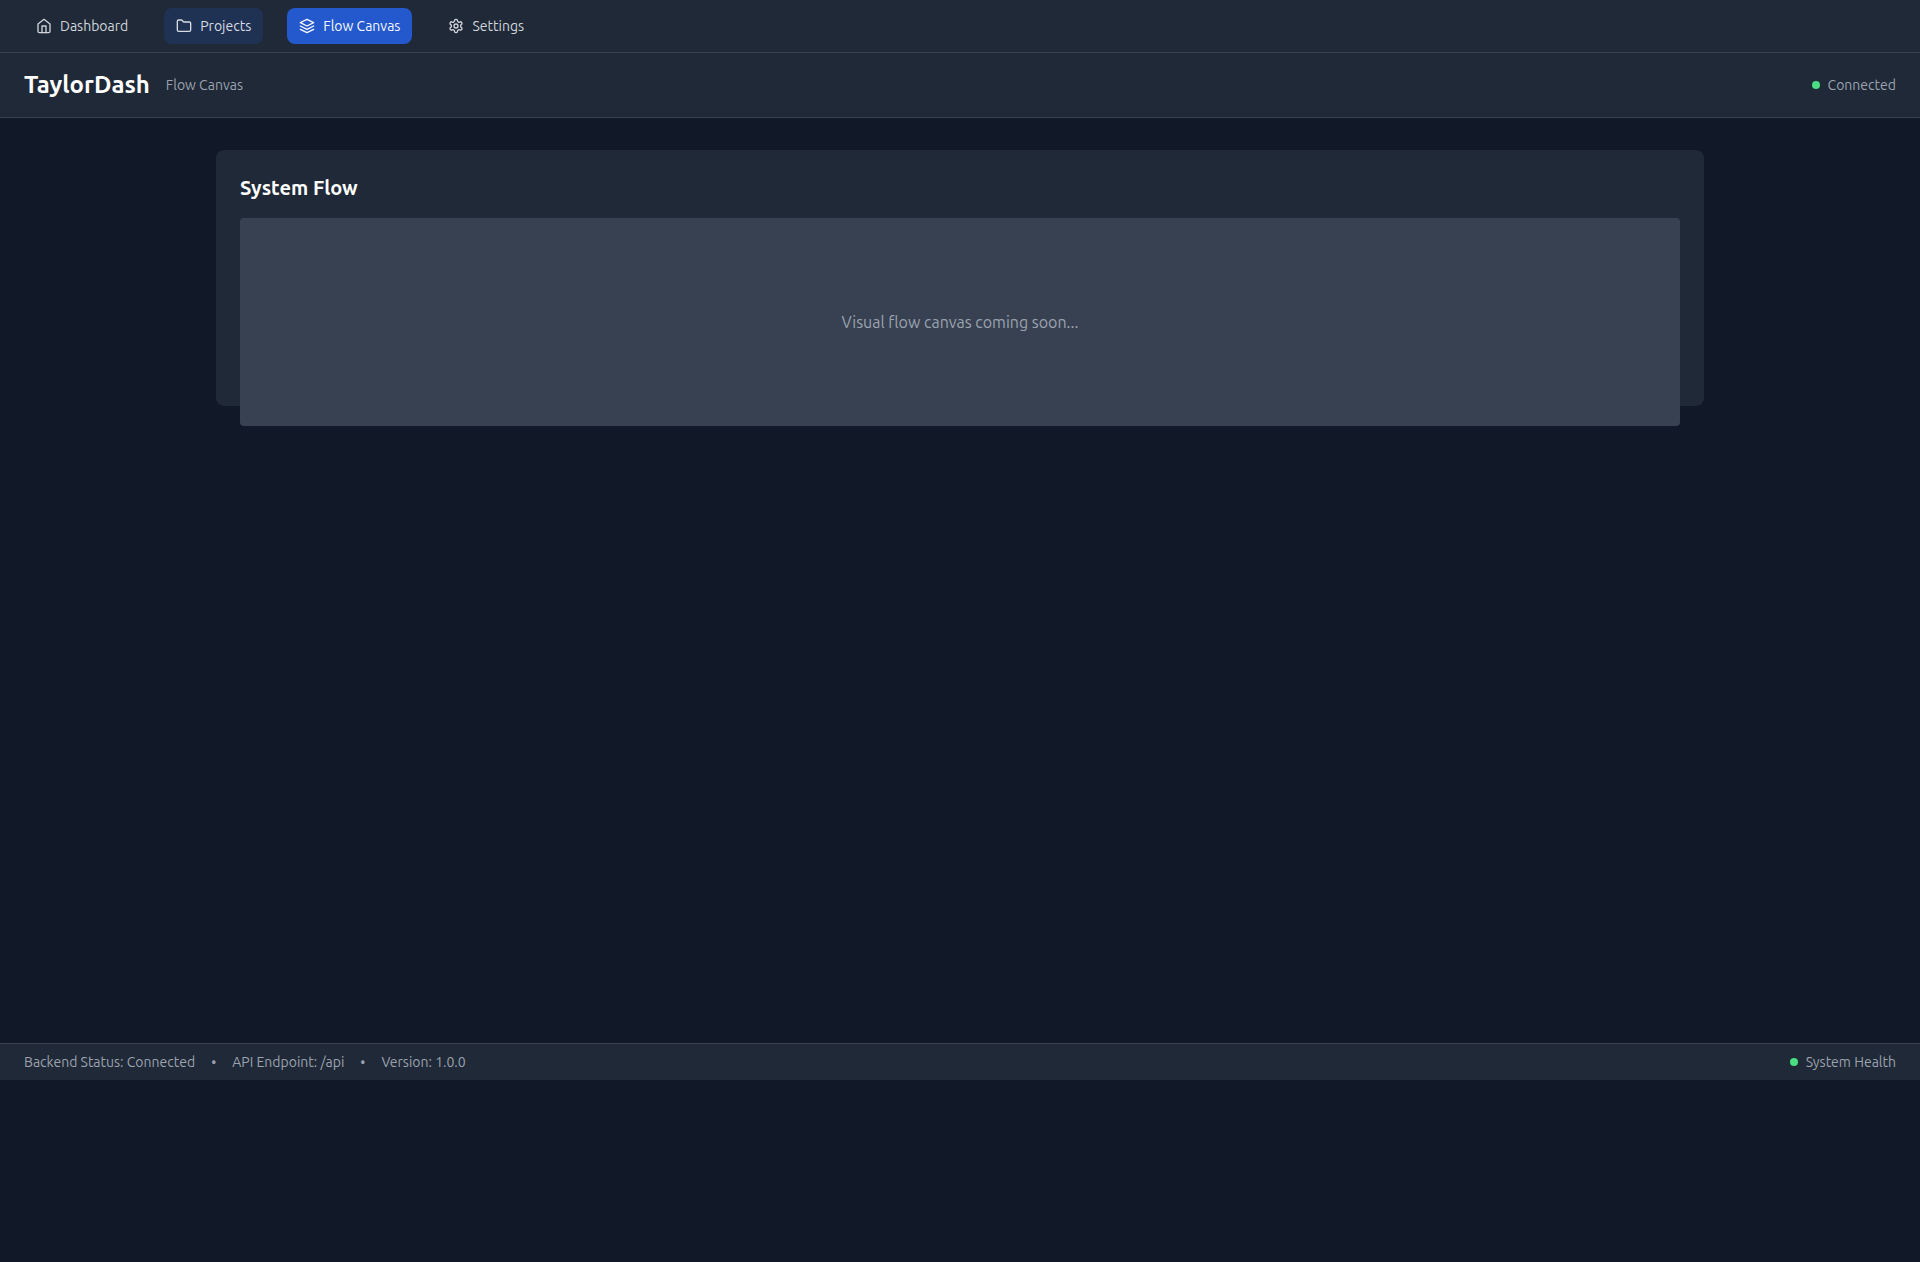 Dashboard Projects Flow Canvas Settings
TaylorDash Flow Canvas Connected
System Flow
Visual flow canvas coming soon...
Backend Status: Connected • API Endpoint: /api • Version: 1.0.0 System Health